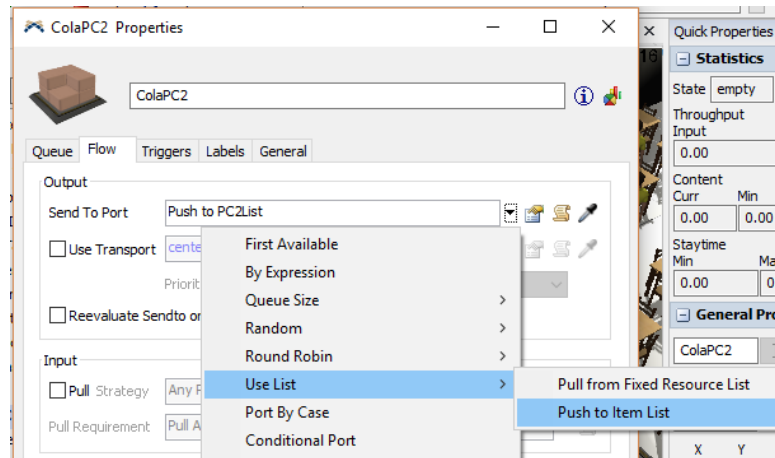 ColaPC2 Properties
ColaPC2
Queue Flow Triggers Labels General
Output
Send To Port Push to PC2List
Use Transport
Reevaluate Sendto
Input
Pull Strategy Any
Pull Requirement Pull
First Available
By Expression
Queue Size
Random
Round Robin
Use List
Port By Case
Conditional Port
Pull from Fixed Resource List
Push to Item List
Quick Properties
Statistics
State empty
Throughput
Input
0.00
Content
Curr Min
0.00 0.00
Staytime
Min
0.00
General
ColaPC2
X Y